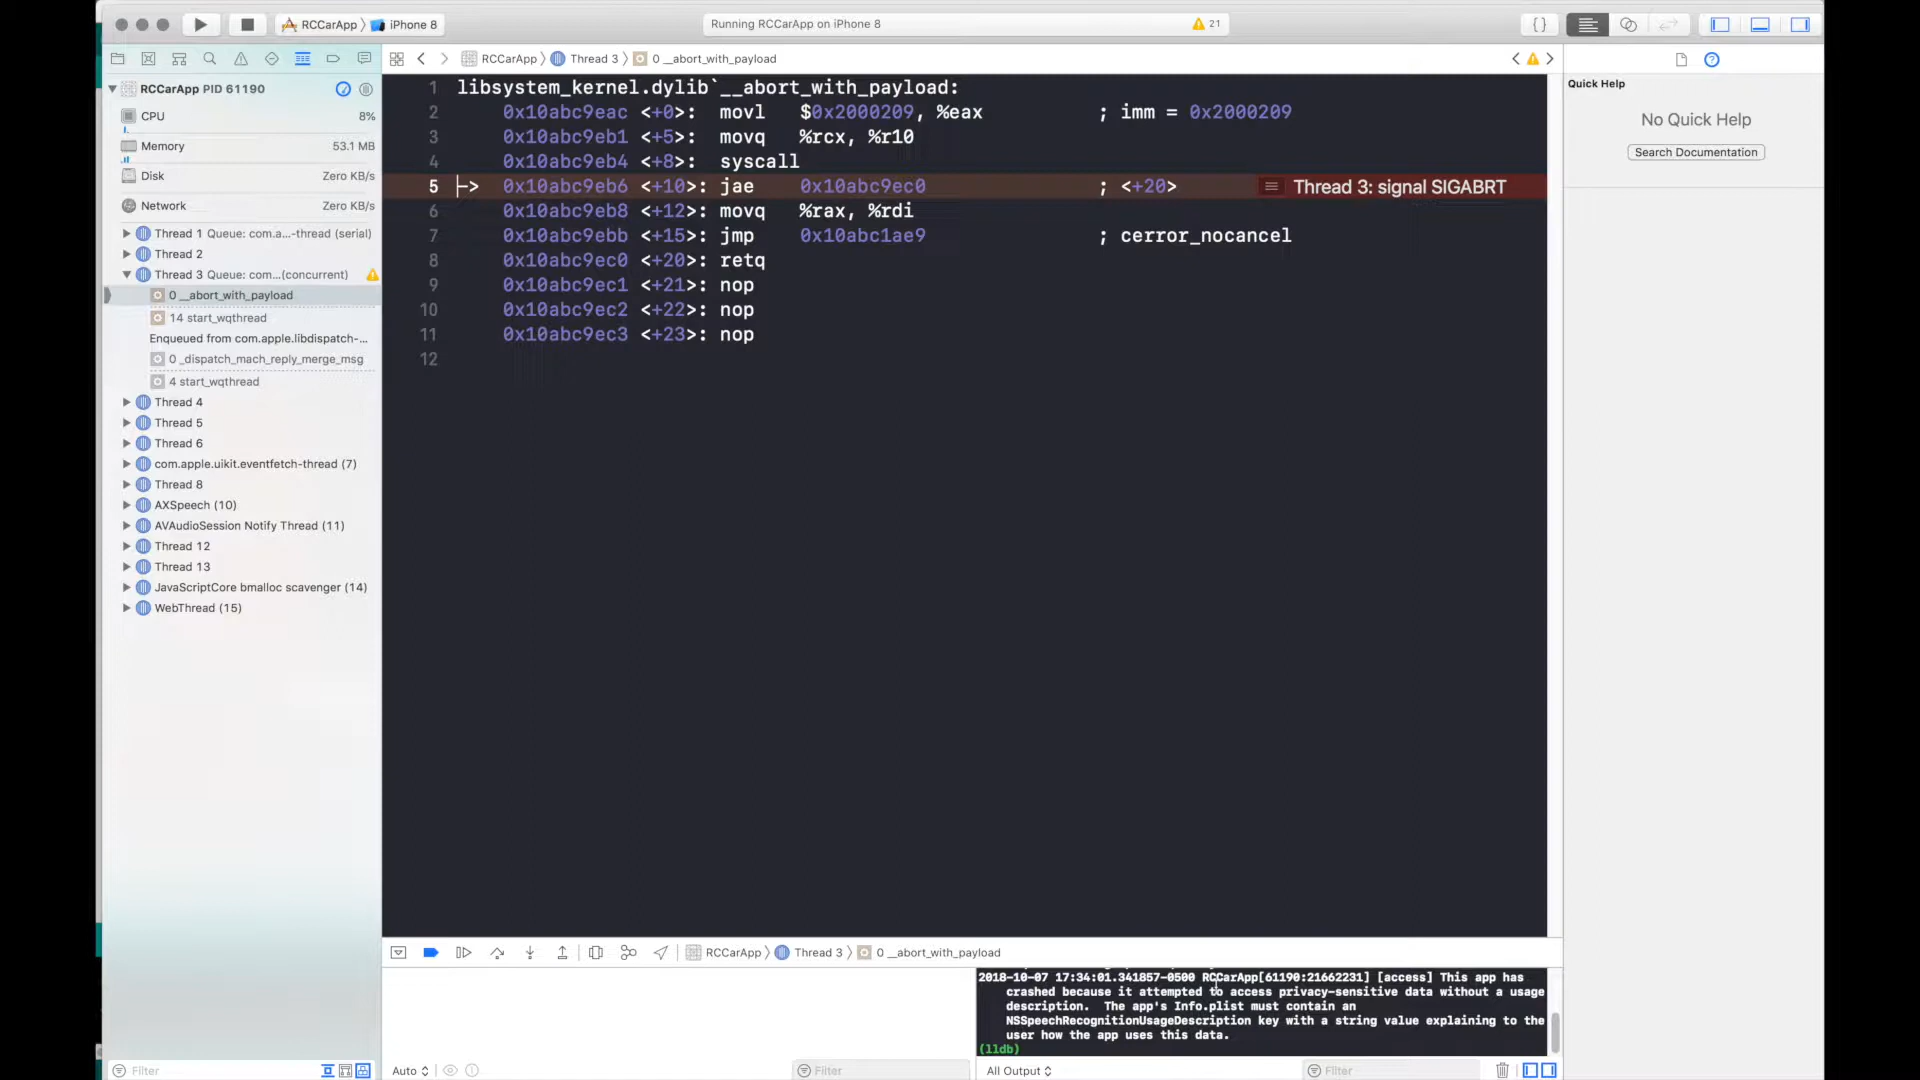 RCCarApp 〉 iPhone 8
Running RCCarApp on iPhone 8
21
{ }
RCCarApp 〉 Thread 3 〉 0 __abort_with_payload
RCCarApp PID 61190
CPU 8%
Memory 53.1 MB
Disk Zero KB/s
Network Zero KB/s
Thread 1 Queue: com.a...-thread (serial)
Thread 2
Thread 3 Queue: com...(concurrent)
0 __abort_with_payload
14 start_wqthread
Enqueued from com.apple.libdispatch-...
0 _dispatch_mach_reply_merge_msg
4 start_wqthread
Thread 4
Thread 5
Thread 6
com.apple.uikit.eventfetch-thread (7)
Thread 8
AXSpeech (10)
AVAudioSession Notify Thread (11)
Thread 12
Thread 13
JavaScriptCore bmalloc scavenger (14)
WebThread (15)
Filter
1 libsystem_kernel.dylib`__abort_with_payload:
2 0x10abc9eac <+0>: movl $0x2000209, %eax ; imm = 0x2000209
3 0x10abc9eb1 <+5>: movq %rcx, %r10
4 0x10abc9eb4 <+8>: syscall
5 -> 0x10abc9eb6 <+10>: jae 0x10abc9ec0 ; <+20> Thread 3: signal SIGABRT
6 0x10abc9eb8 <+12>: movq %rax, %rdi
7 0x10abc9ebb <+15>: jmp 0x10abc1ae9 ; cerror_nocancel
8 0x10abc9ec0 <+20>: retq
9 0x10abc9ec1 <+21>: nop
10 0x10abc9ec2 <+22>: nop
11 0x10abc9ec3 <+23>: nop
12
RCCarApp 〉 Thread 3 〉 0 __abort_with_payload
2018-10-07 17:34:01.341857-0500 RCCarApp[61190:21662231] [access] This app has
crashed because it attempted to access privacy-sensitive data without a usage
description.  The app's Info.plist must contain an
NSSpeechRecognitionUsageDescription key with a string value explaining to the
user how the app uses this data.
(lldb)
Auto
Filter
All Output
Filter
Quick Help
No Quick Help
Search Documentation